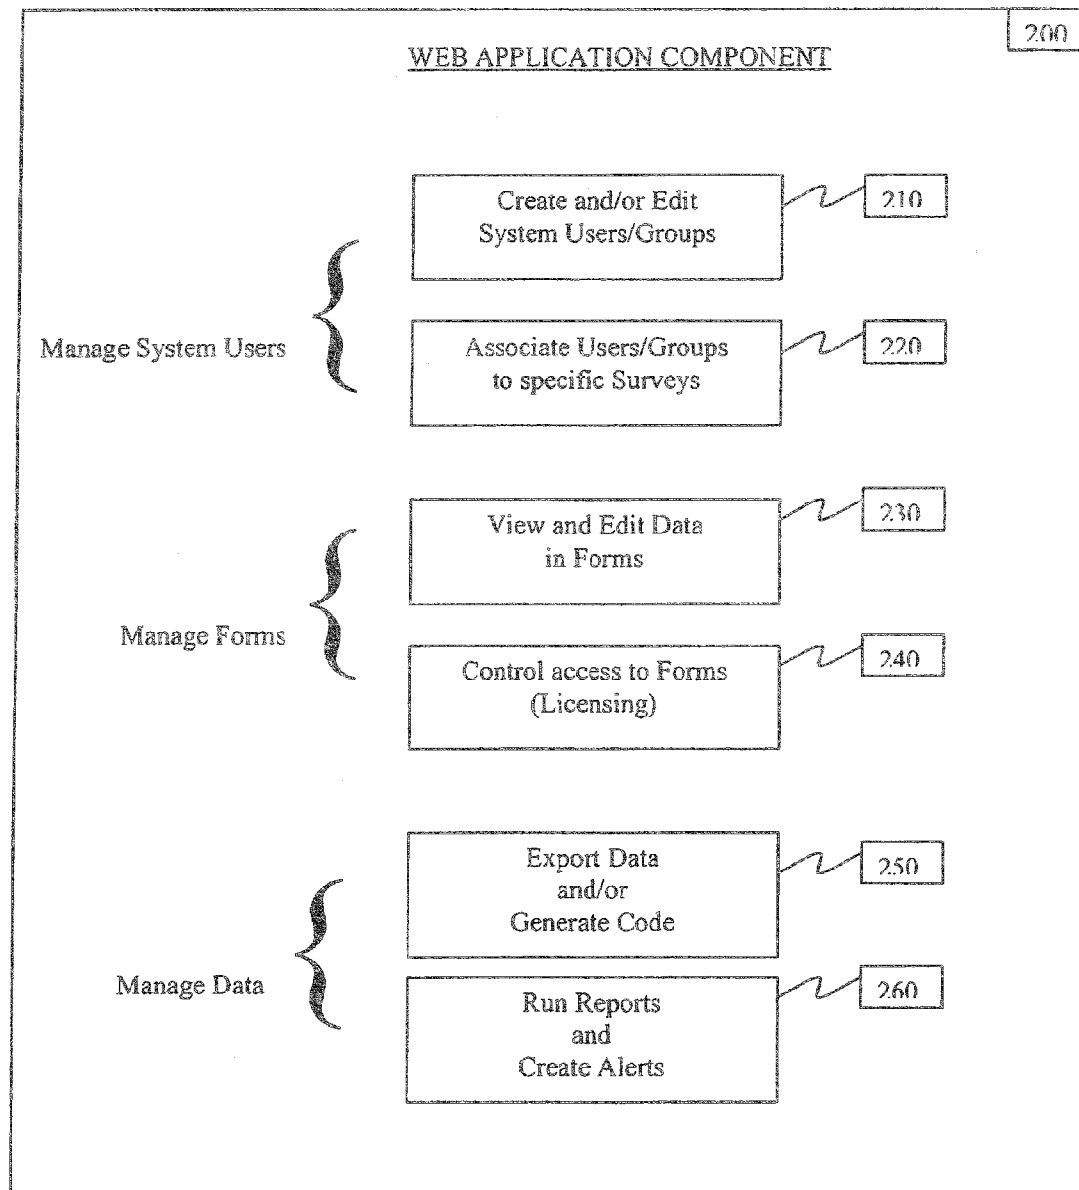 200
WEB APPLICATION COMPONENT
Create and/or Edit
System Users/Groups
210
Manage System Users
Associate Users/Groups
to specific Surveys
220
View and Edit Data
in Forms
230
Manage Forms
Control access to Forms
(Licensing)
240
Export Data
and/or
Generate Code
250
Manage Data
Run Reports
and
Create Alerts
260